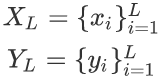 X_L = {x_i}_{i=1}^L
Y_L = {y_i}_{i=1}^L